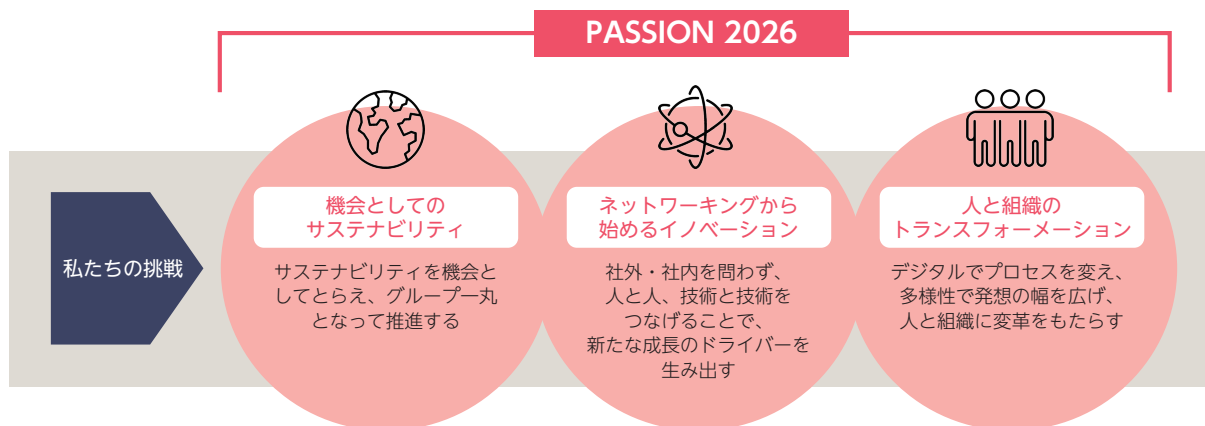 PASSION 2026
私たちの挑戦
機会としての
サステナビリティ
サステナビリティを機会と
してとらえ、グループ一丸
となって推進する
ネットワーキングから
始めるイノベーション
社外・社内を問わず、
人と人、技術と技術を
つなげることで、
新たな成長のドライバーを
生み出す
人と組織の
トランスフォーメーション
デジタルでプロセスを変え、
多様性で発想の幅を広げ、
人と組織に変革をもたらす